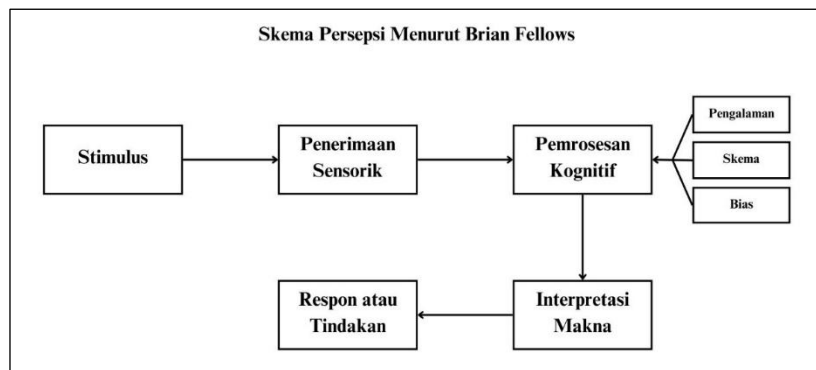 Skema Persepsi Menurut Brian Fellows
Stimulus
Penerimaan
Sensorik
Pemrosesan
Kognitif
Pengalaman
Skema
Bias
Respon atau
Tindakan
Interpretasi
Makna